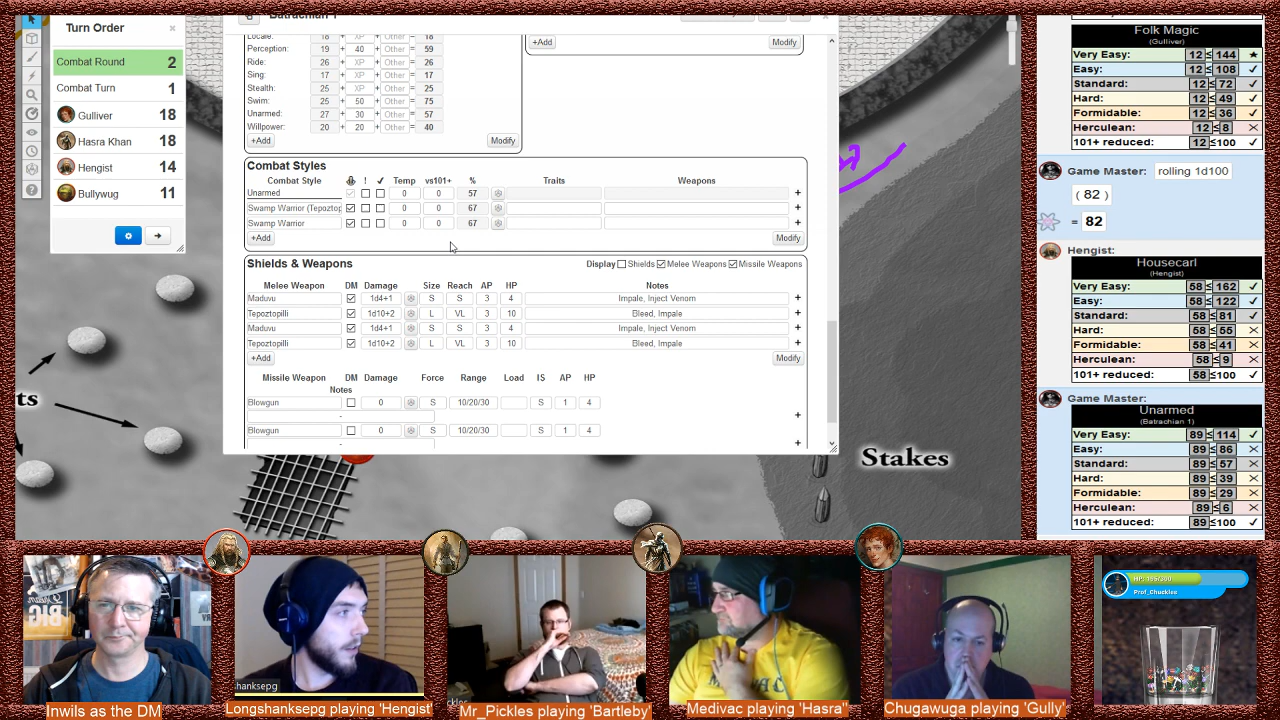 Turn Order
Combat Round 2
Combat Turn 1
Gulliver 18
Hasra Khan 18
Hengist 14
Bullywug 11
Batrachian 1
Locale: 18 + XP + Other = 18
Perception: 19 + 40 + Other = 59
Ride: 26 + XP + Other = 26
Sing: 17 + XP + Other = 17
Stealth: 25 + XP + Other = 25
Swim: 25 + 50 + Other = 75
Unarmed: 27 + 30 + Other = 57
Willpower: 20 + 20 + Other = 40
+Add Modify
+Add Modify
Combat Styles
Combat Style ! ✓ Temp vs101+ % Traits Weapons
Unarmed 0 0 57 +
Swamp Warrior (Tepoztop 0 0 67 +
Swamp Warrior 0 0 67 +
+Add Modify
Shields & Weapons
Display Shields Melee Weapons Missile Weapons
Melee Weapon DM Damage Size Reach AP HP Notes
Maduvu 1d4+1 S S 3 4 Impale, Inject Venom +
Tepoztopilli 1d10+2 L VL 3 10 Bleed, Impale +
Maduvu 1d4+1 S S 3 4 Impale, Inject Venom +
Tepoztopilli 1d10+2 L VL 3 10 Bleed, Impale +
+Add Modify
Missile Weapon DM Damage Force Range Load IS AP HP
Notes
Blowgun 0 S 10/20/30 S 1 4
- +
Blowgun 0 S 10/20/30 S 1 4
- +
ts
Stakes
Folk Magic
(Gulliver)
Very Easy: 12≤144 ★
Easy: 12≤108 ✓
Standard: 12≤72 ✓
Hard: 12≤49 ✓
Formidable: 12≤36 ✓
Herculean: 12≤8 ✕
101+ reduced: 12≤100 ✓
Game Master: rolling 1d100
( 82 )
= 82
Hengist:
Housecarl
(Hengist)
Very Easy: 58≤162 ✓
Easy: 58≤122 ✓
Standard: 58≤81 ✓
Hard: 58≤55 ✕
Formidable: 58≤41 ✕
Herculean: 58≤9 ✕
101+ reduced: 58≤100 ✓
Game Master:
Unarmed
(Batrachian 1)
Very Easy: 89≤114 ✓
Easy: 89≤86 ✕
Standard: 89≤57 ✕
Hard: 89≤39 ✕
Formidable: 89≤29 ✕
Herculean: 89≤6 ✕
101+ reduced: 89≤100 ✓
BIG
hanksepg
Prof_Chuckles
Inwils as the DM
Longshanksepg playing 'Hengist'
Mr_Pickles playing 'Bartleby'
Medivac playing 'Hasra"
Chugawuga playing 'Gully'